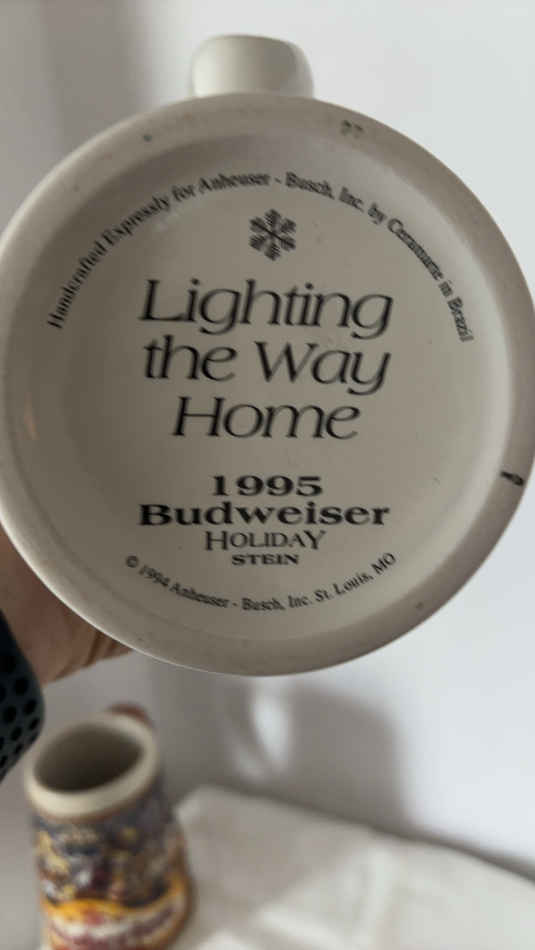 Handcrafted Expressly for Anheuser - Busch, Inc. by Ceramarte in Brazil
Lighting
the Way
Home
1995
Budweiser
HOLIDAY
STEIN
© 1994 Anheuser - Busch, Inc. St. Louis, MO